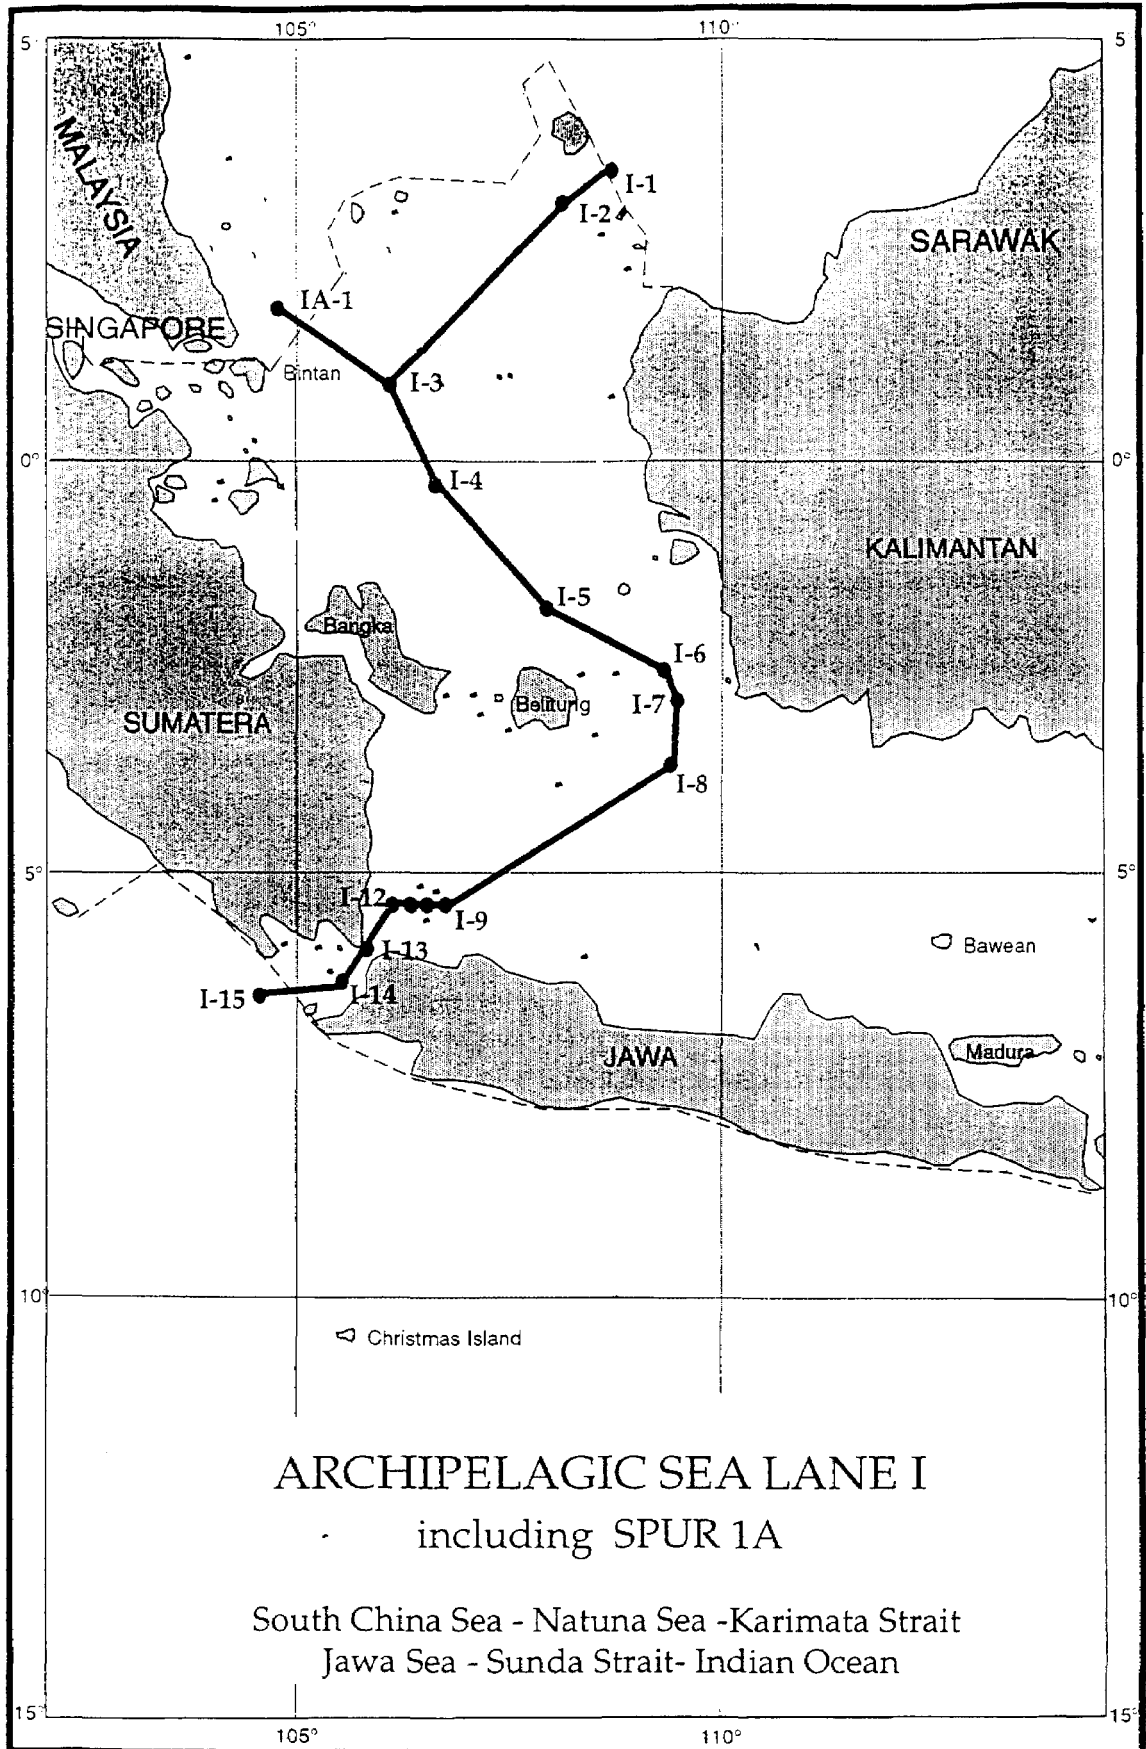 105° 110°
5° 5°
MALAYSIA
I-1
I-2
SARAWAK
IA-1
SINGAPORE
Bintan
I-3
0° 0°
I-4
KALIMANTAN
I-5
Bangka
I-6
I-7
Belitung
SUMATERA
I-8
5° 5°
I-12
I-9
I-13
Bawean
I-15
I-14
JAWA
Madura
10° 10°
Christmas Island
ARCHIPELAGIC SEA LANE I
including SPUR 1A
South China Sea - Natuna Sea -Karimata Strait
Jawa Sea - Sunda Strait- Indian Ocean
15° 15°
105° 110°